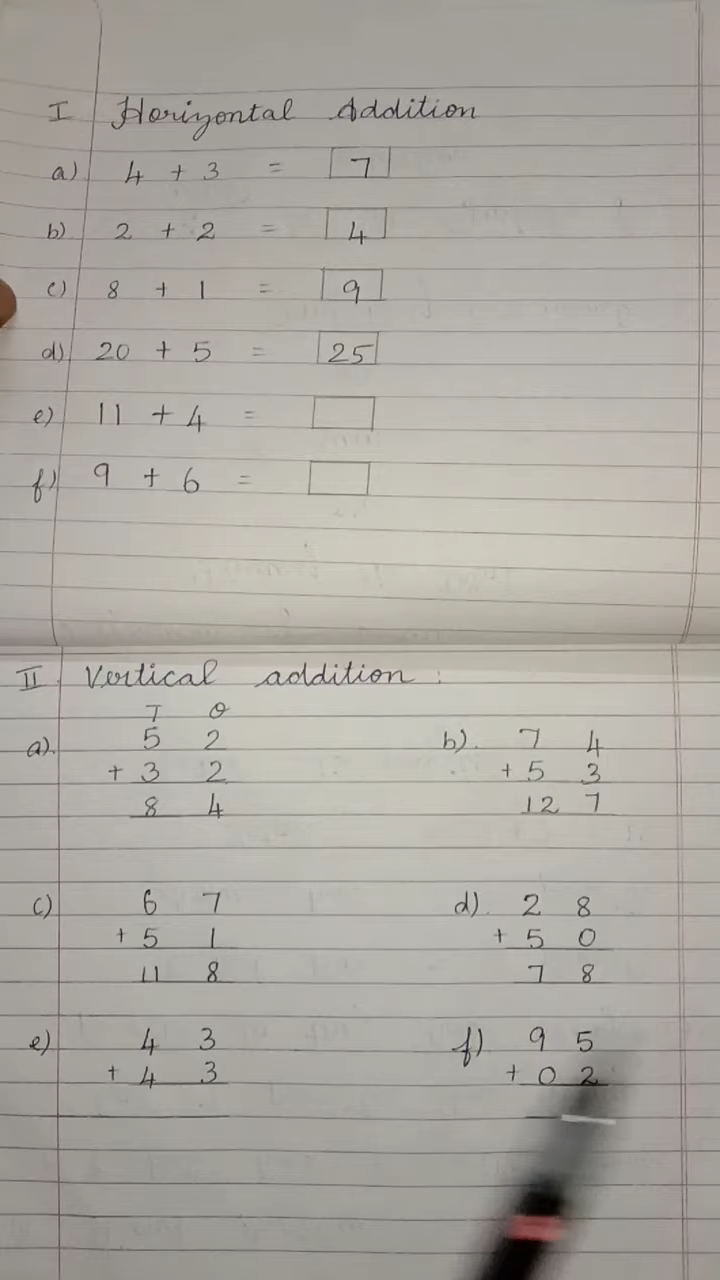 I Horizontal Addition
a) 4 + 3 = 7
b) 2 + 2 = 4
c) 8 + 1 = 9
d) 20 + 5 = 25
e) 11 + 4 =
f) 9 + 6 =
II Vertical addition :
T O
a). 5 2 b). 7 4
+ 3 2 + 5 3
8 4 12 7
c) 6 7 d). 2 8
+ 5 1 + 5 0
11 8 7 8
e) 4 3 f) 9 5
+ 4 3 + 0 2